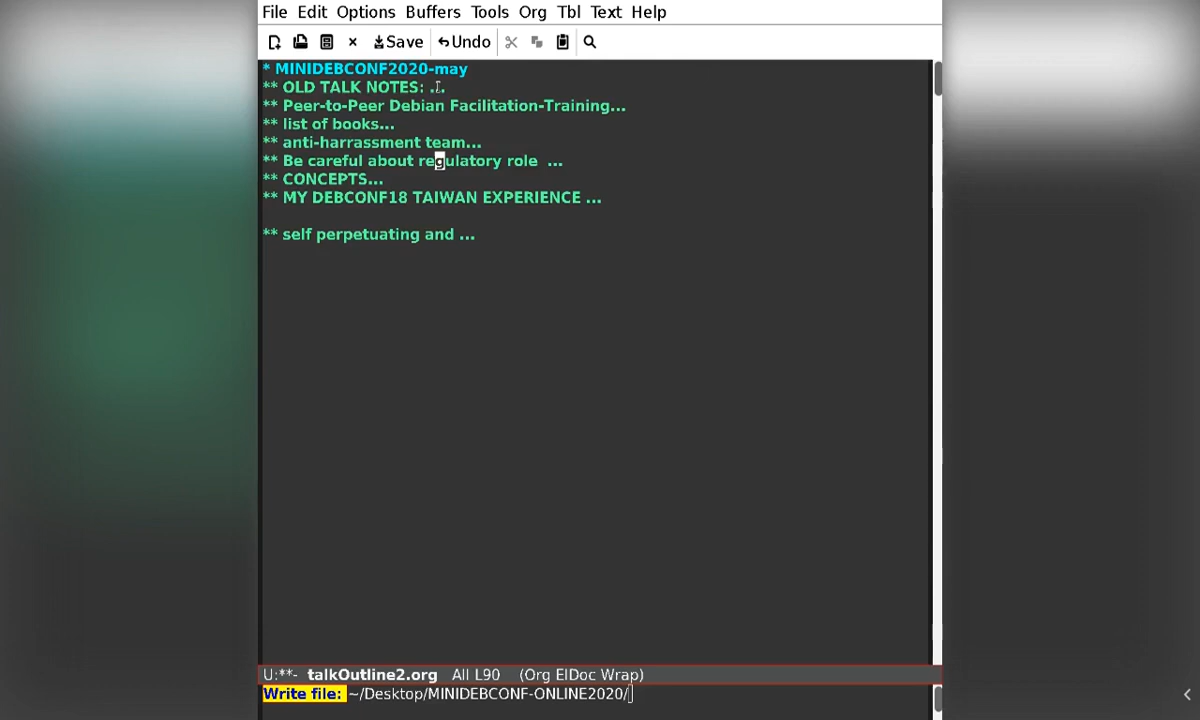 File Edit Options Buffers Tools Org Tbl Text Help
Save Undo
* MINIDEBCONF2020-may
** OLD TALK NOTES: ...
** Peer-to-Peer Debian Facilitation-Training...
** list of books...
** anti-harrassment team...
** Be careful about regulatory role ...
** CONCEPTS...
** MY DEBCONF18 TAIWAN EXPERIENCE ...
** self perpetuating and ...
U:**- talkOutline2.org All L90 (Org ElDoc Wrap)
Write file: ~/Desktop/MINIDEBCONF-ONLINE2020/